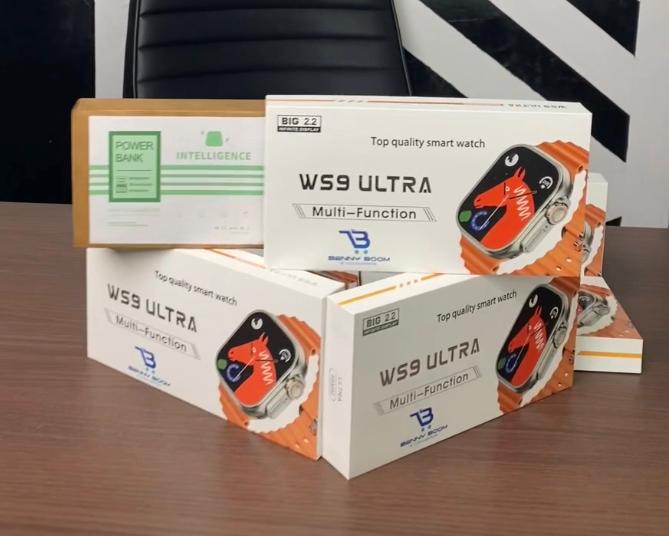 POWER
BANK
INTELLIGENCE
BIG 2.2
INFINITE DISPLAY
Top quality smart watch
WS9 ULTRA
Multi-Function
BENNY BOOM
WS9 ULTRA
Top quality smart watch
WS9 ULTRA
Multi-Function
BENNY BOOM
BIG 2.2
INFINITE DISPLAY
Top quality smart watch
WS9 ULTRA
Multi-Function
BENNY BOOM